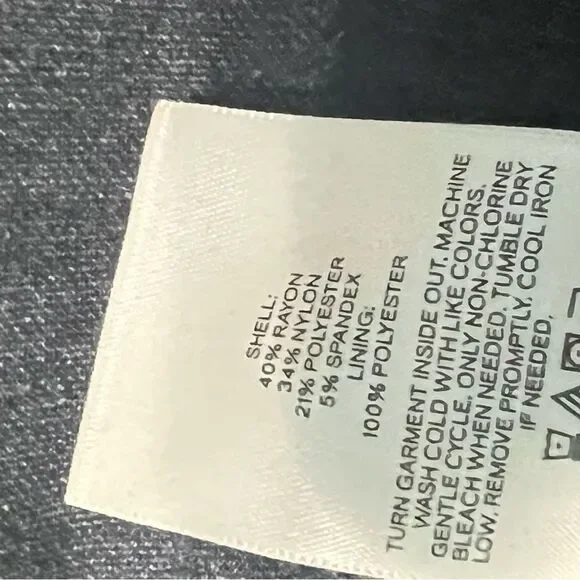 SHELL:
40% RAYON
34% NYLON
21% POLYESTER
5% SPANDEX
LINING:
100% POLYESTER
TURN GARMENT INSIDE OUT. MACHINE
WASH COLD WITH LIKE COLORS,
GENTLE CYCLE. ONLY NON-CHLORINE
BLEACH WHEN NEEDED. TUMBLE DRY
LOW. REMOVE PROMPTLY. COOL IRON
IF NEEDED.